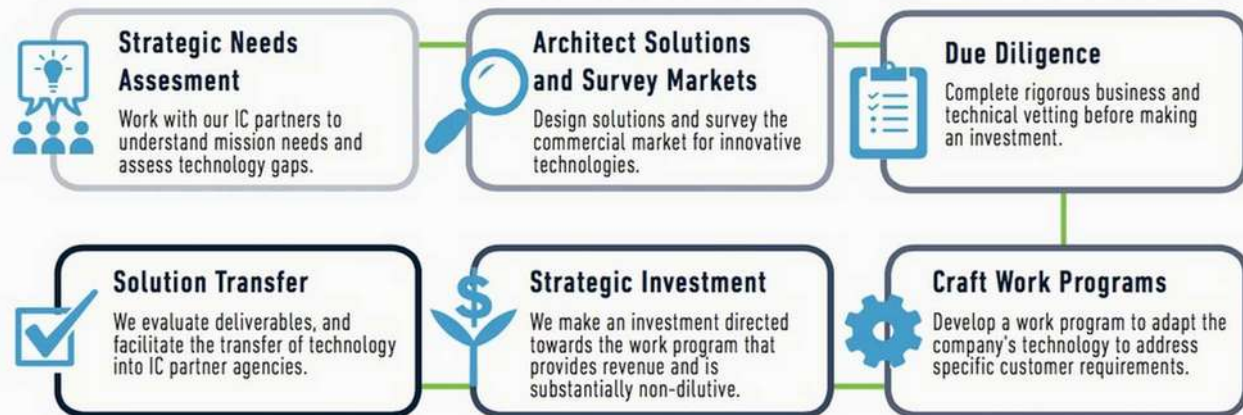 Strategic Needs
Assesment
Work with our IC partners to
understand mission needs and
assess technology gaps.
Architect Solutions
and Survey Markets
Design solutions and survey the
commercial market for innovative
technologies.
Due Diligence
Complete rigorous business and
technical vetting before making
an investment.
Solution Transfer
We evaluate deliverables, and
facilitate the transfer of technology
into IC partner agencies.
$
Strategic Investment
We make an investment directed
towards the work program that
provides revenue and is
substantially non-dilutive.
Craft Work Programs
Develop a work program to adapt the
company's technology to address
specific customer requirements.